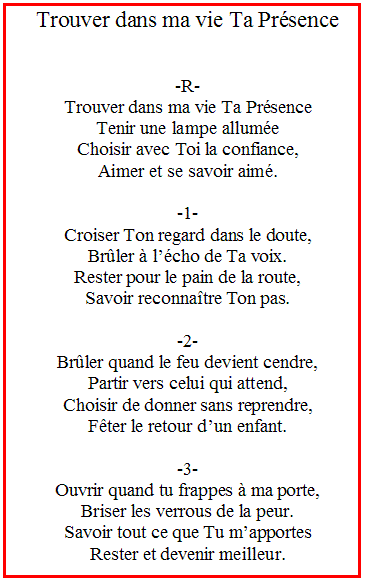 Trouver dans ma vie Ta Présence
-R-
Trouver dans ma vie Ta Présence
Tenir une lampe allumée
Choisir avec Toi la confiance,
Aimer et se savoir aimé.
-1-
Croiser Ton regard dans le doute,
Brûler à l’écho de Ta voix.
Rester pour le pain de la route,
Savoir reconnaître Ton pas.
-2-
Brûler quand le feu devient cendre,
Partir vers celui qui attend,
Choisir de donner sans reprendre,
Fêter le retour d’un enfant.
-3-
Ouvrir quand tu frappes à ma porte,
Briser les verrous de la peur.
Savoir tout ce que Tu m’apportes
Rester et devenir meilleur.